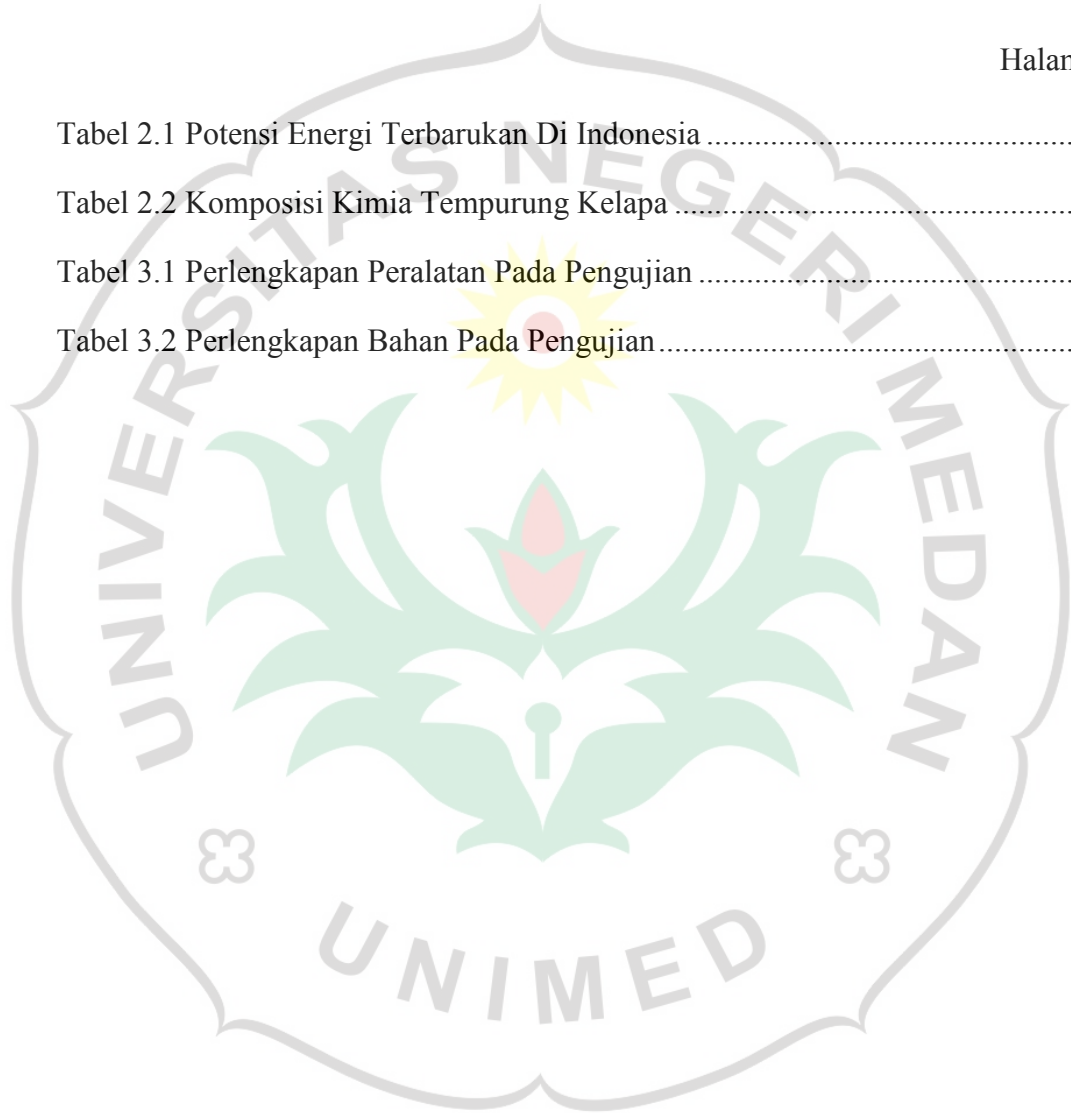 Halan
Tabel 2.1 Potensi Energi Terbarukan Di Indonesia ................................................
Tabel 2.2 Komposisi Kimia Tempurung Kelapa ....................................................
Tabel 3.1 Perlengkapan Peralatan Pada Pengujian .................................................
Tabel 3.2 Perlengkapan Bahan Pada Pengujian ......................................................
UNIVERSITAS NEGERI MEDAN
UNIMED